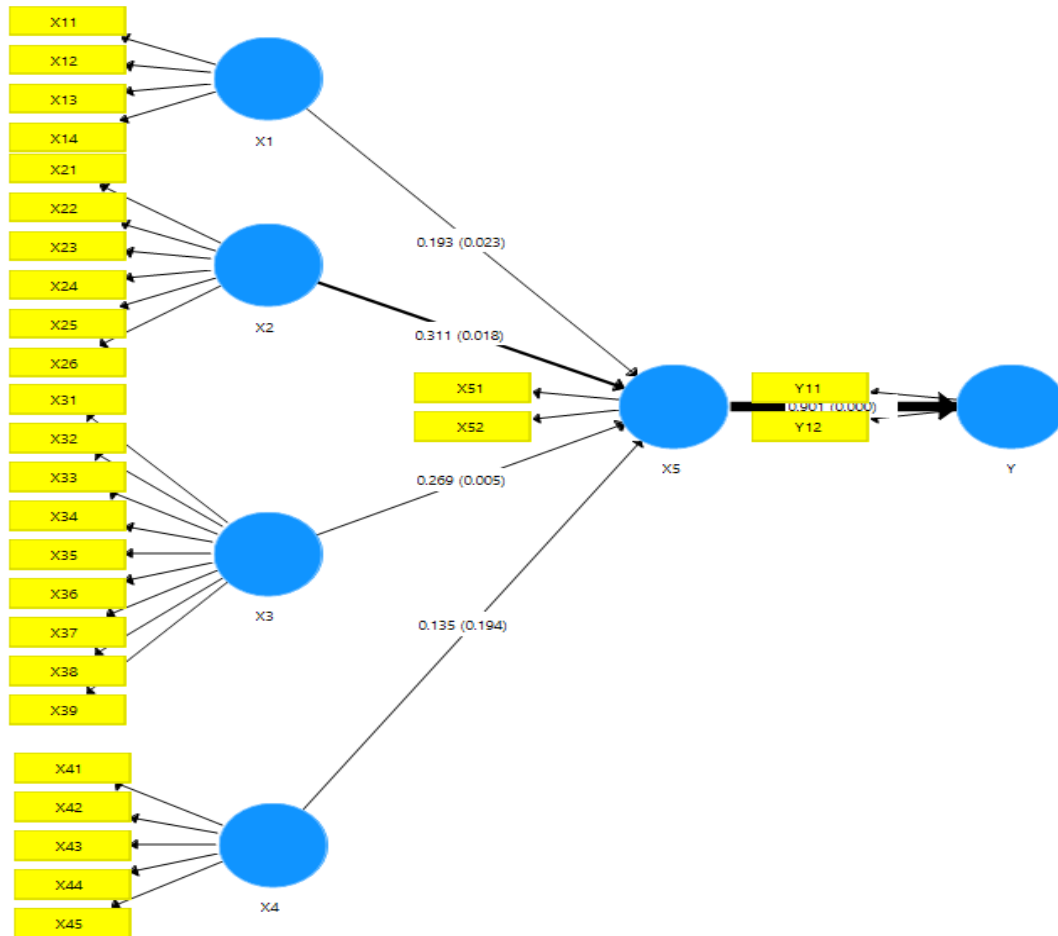 X11
X12
X13
X14
X1
X21
X22
X23
X24
X25
X26
X2
0.193 (0.023)
0.311 (0.018)
X31
X32
X33
X34
X35
X36
X37
X38
X39
X3
0.269 (0.005)
X51
X52
X5
Y11
0.901 (0.000)
Y12
Y
0.135 (0.194)
X41
X42
X43
X44
X45
X4